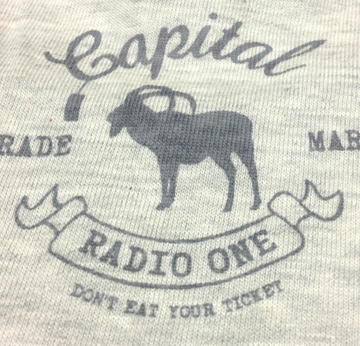 Capital
RADE MAR
RADIO ONE
DON'T EAT YOUR TICKET